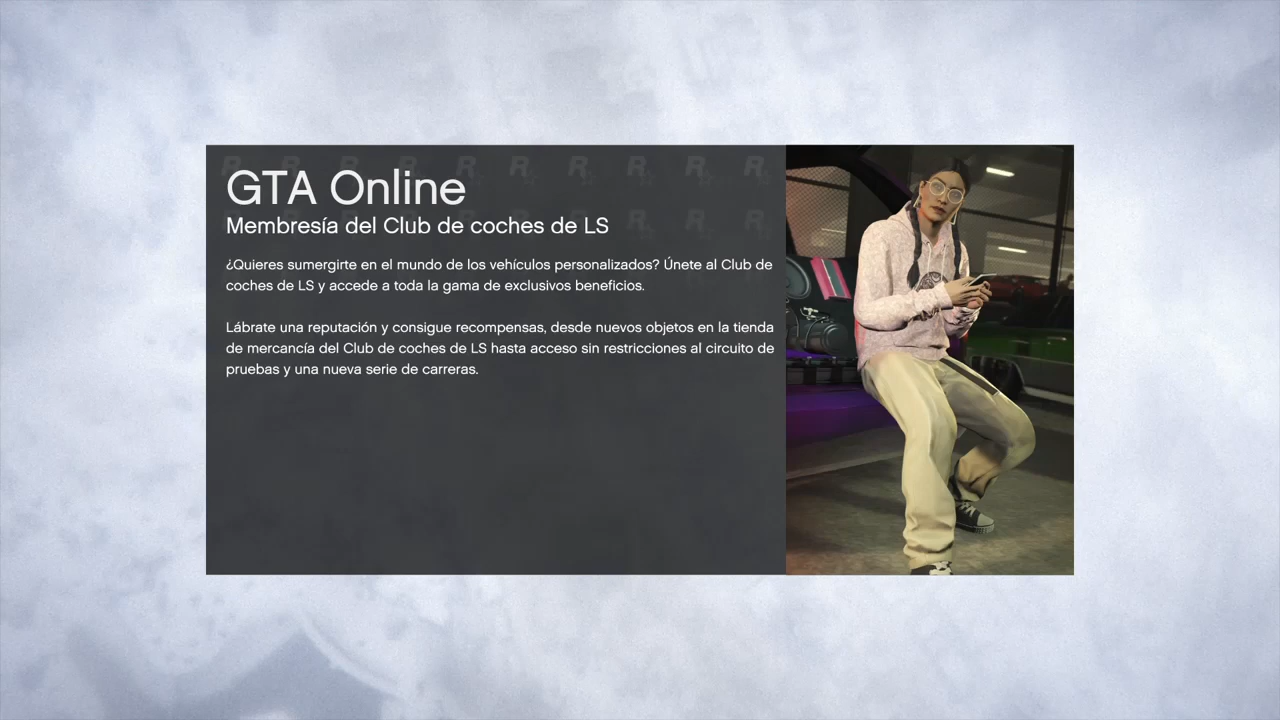 GTA Online
Membresía del Club de coches de LS
¿Quieres sumergirte en el mundo de los vehículos personalizados? Únete al Club de
coches de LS y accede a toda la gama de exclusivos beneficios.
Lábrate una reputación y consigue recompensas, desde nuevos objetos en la tienda
de mercancía del Club de coches de LS hasta acceso sin restricciones al circuito de
pruebas y una nueva serie de carreras.